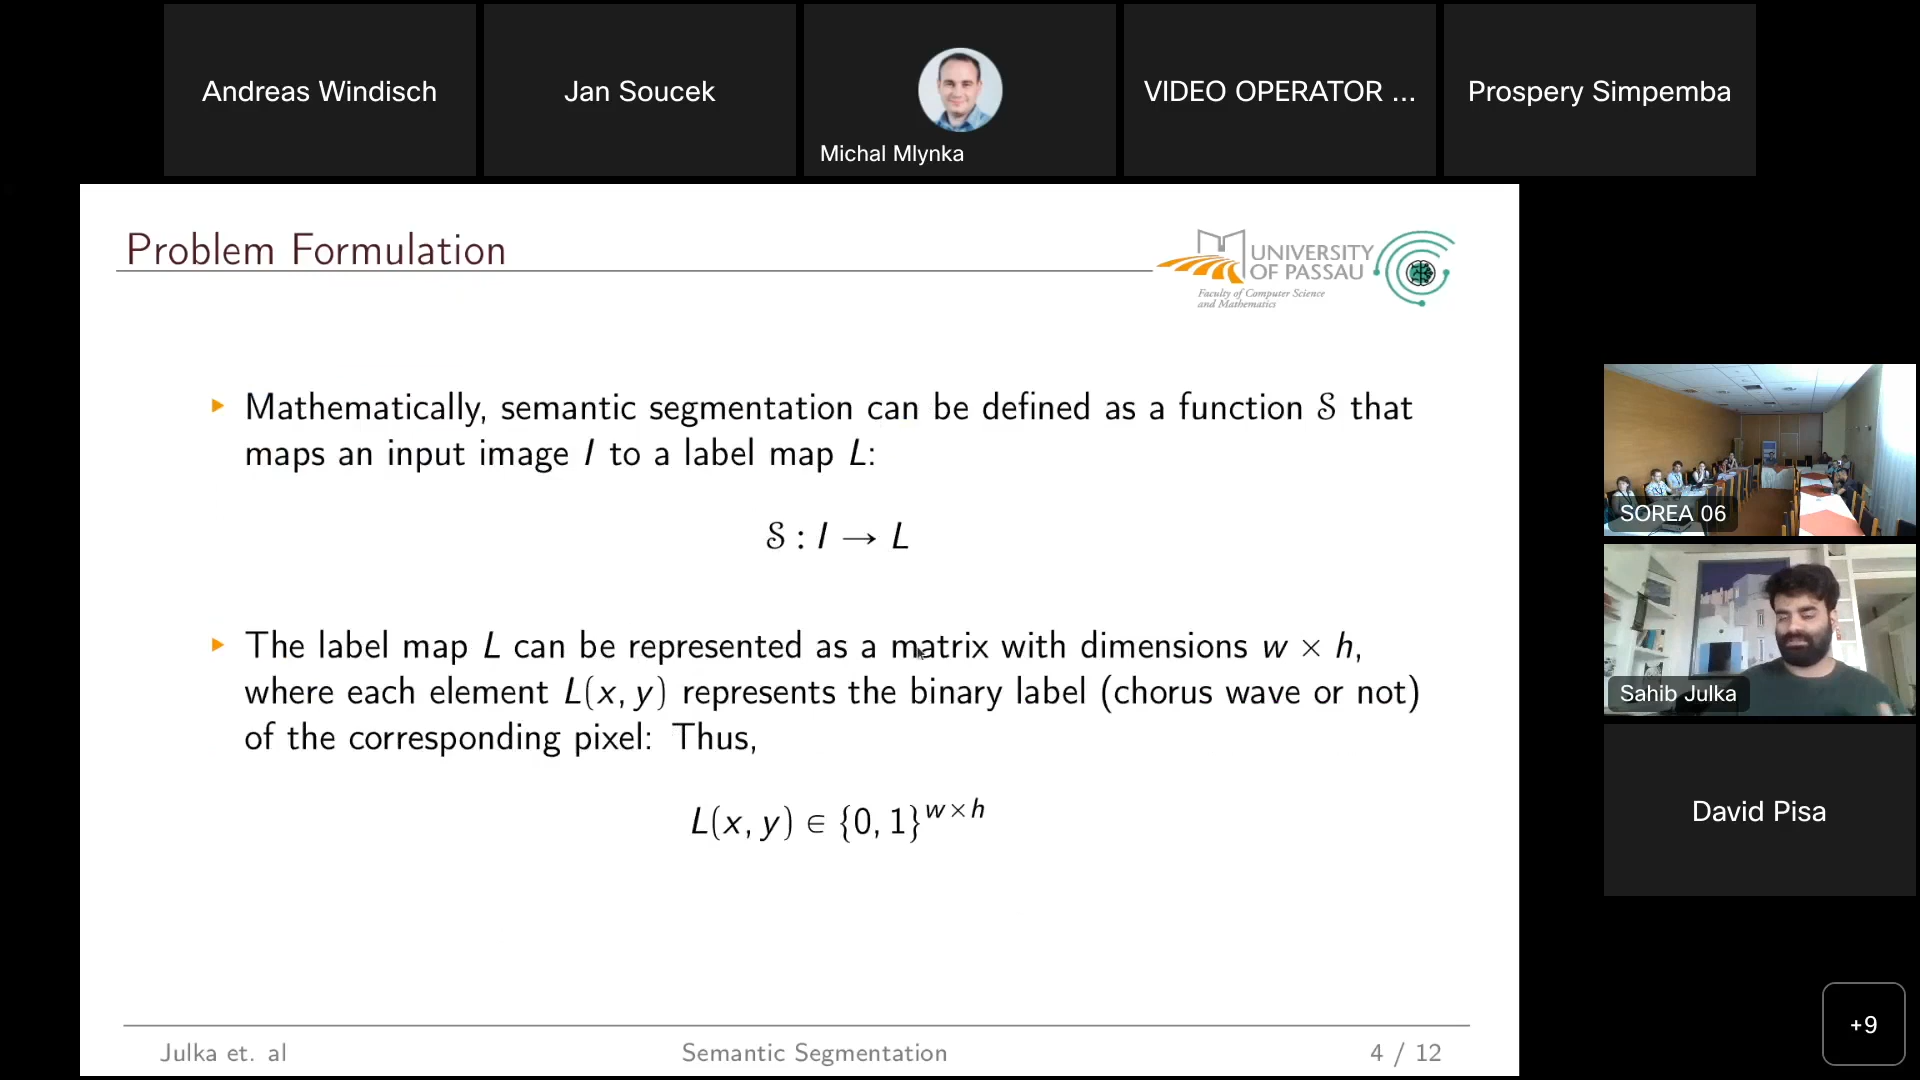 Andreas Windisch
Jan Soucek
Michal Mlynka
VIDEO OPERATOR ...
Prospery Simpemba
Problem Formulation
UNIVERSITY
OF PASSAU
Faculty of Computer Science
and Mathematics
▸ Mathematically, semantic segmentation can be defined as a function 𝒮 that
maps an input image I to a label map L:
𝒮 : I → L
▸ The label map L can be represented as a matrix with dimensions w × h,
where each element L(x, y) represents the binary label (chorus wave or not)
of the corresponding pixel: Thus,
L(x, y) ∈ {0, 1}^{w×h}
Julka et. al
Semantic Segmentation
4 / 12
SOREA 06
Sahib Julka
David Pisa
+9